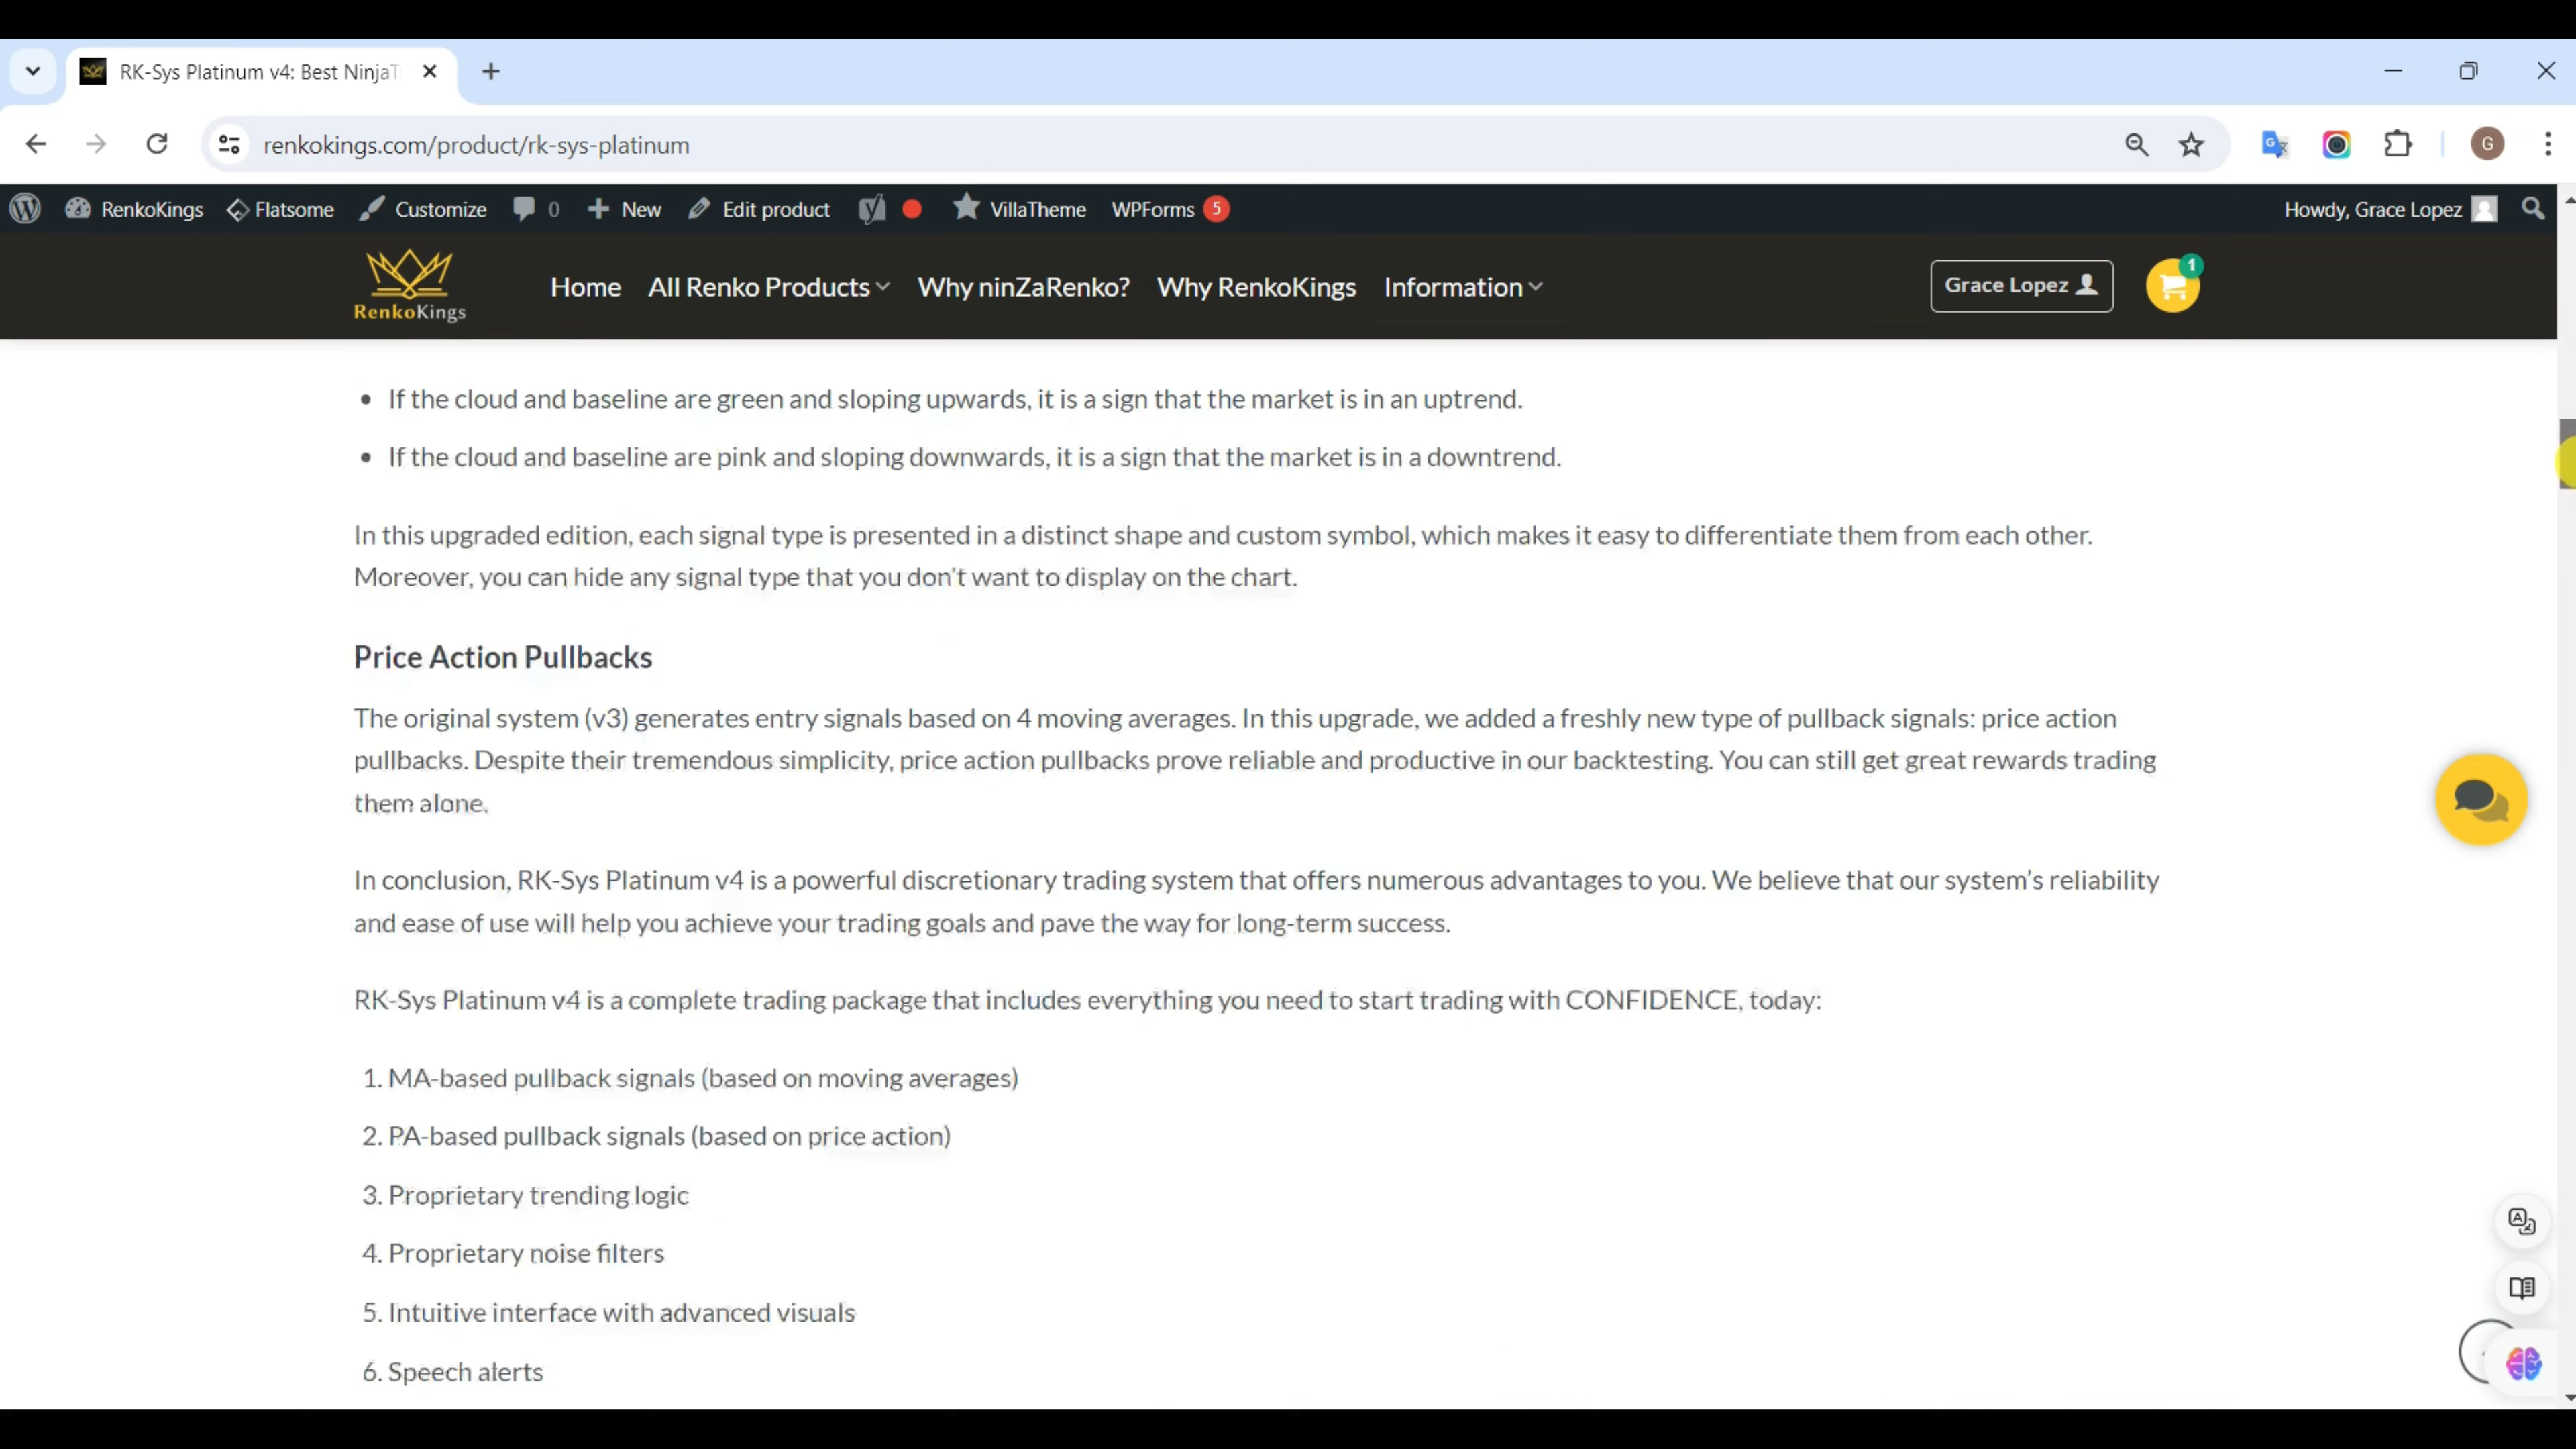 RK-Sys Platinum v4: Best NinjaT
renkokings.com/product/rk-sys-platinum
G
RenkoKings
Flatsome
Customize
0
New
Edit product
VillaTheme
WPForms 5
Howdy, Grace Lopez
RenkoKings
Home
All Renko Products
Why ninZaRenko?
Why RenkoKings
Information
Grace Lopez
1
• If the cloud and baseline are green and sloping upwards, it is a sign that the market is in an uptrend.
• If the cloud and baseline are pink and sloping downwards, it is a sign that the market is in a downtrend.
In this upgraded edition, each signal type is presented in a distinct shape and custom symbol, which makes it easy to differentiate them from each other.
Moreover, you can hide any signal type that you don't want to display on the chart.
Price Action Pullbacks
The original system (v3) generates entry signals based on 4 moving averages. In this upgrade, we added a freshly new type of pullback signals: price action
pullbacks. Despite their tremendous simplicity, price action pullbacks prove reliable and productive in our backtesting. You can still get great rewards trading
them alone.
In conclusion, RK-Sys Platinum v4 is a powerful discretionary trading system that offers numerous advantages to you. We believe that our system's reliability
and ease of use will help you achieve your trading goals and pave the way for long-term success.
RK-Sys Platinum v4 is a complete trading package that includes everything you need to start trading with CONFIDENCE, today:
1. MA-based pullback signals (based on moving averages)
2. PA-based pullback signals (based on price action)
3. Proprietary trending logic
4. Proprietary noise filters
5. Intuitive interface with advanced visuals
6. Speech alerts